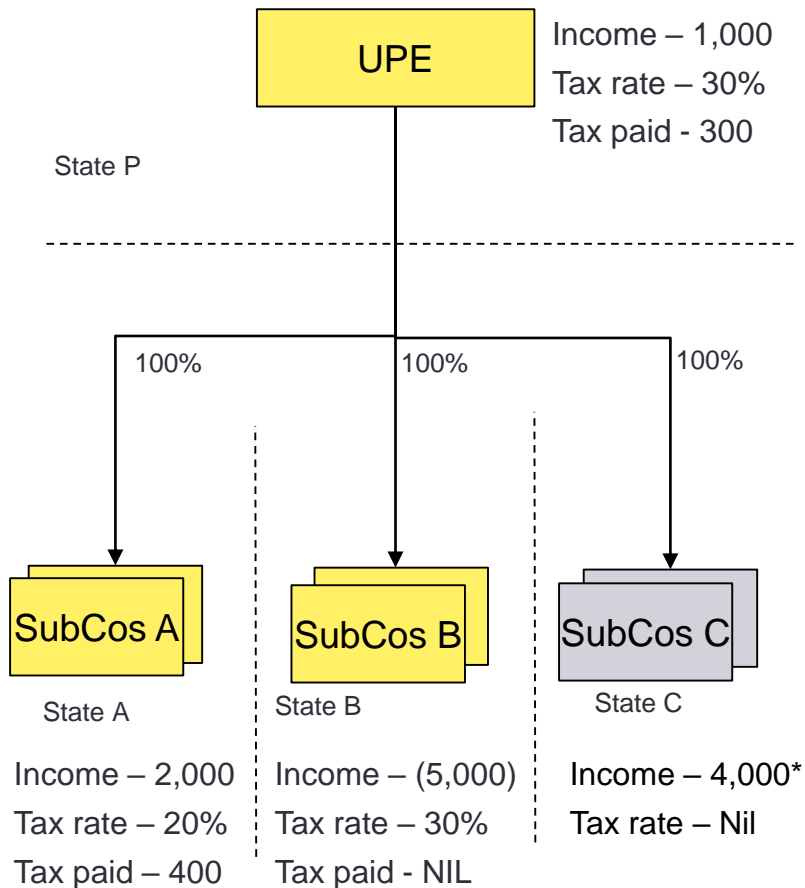 UPE
Income – 1,000
Tax rate – 30%
Tax paid - 300
State P
100%
100%
100%
SubCos A
SubCos B
SubCos C
State A
State B
State C
Income – 2,000
Tax rate – 20%
Tax paid – 400
Income – (5,000)
Tax rate – 30%
Tax paid - NIL
Income – 4,000*
Tax rate – Nil